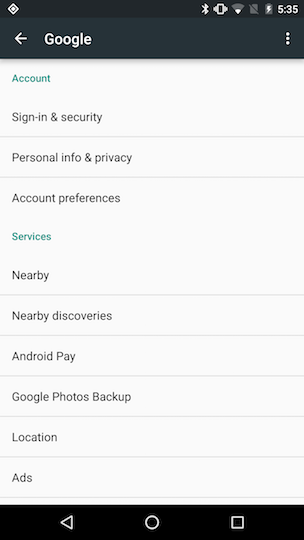 5:35
Google
Account
Sign-in & security
Personal info & privacy
Account preferences
Services
Nearby
Nearby discoveries
Android Pay
Google Photos Backup
Location
Ads